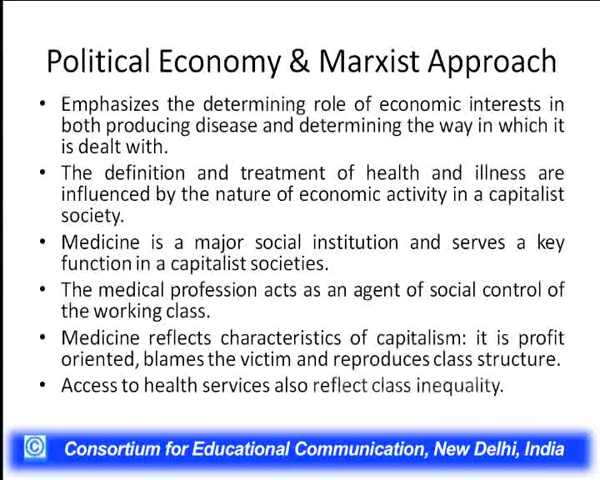 Political Economy & Marxist Approach
• Emphasizes the determining role of economic interests in
both producing disease and determining the way in which it
is dealt with.
• The definition and treatment of health and illness are
influenced by the nature of economic activity in a capitalist
society.
• Medicine is a major social institution and serves a key
function in a capitalist societies.
• The medical profession acts as an agent of social control of
the working class.
• Medicine reflects characteristics of capitalism: it is profit
oriented, blames the victim and reproduces class structure.
• Access to health services also reflect class inequality.
© Consortium for Educational Communication, New Delhi, India